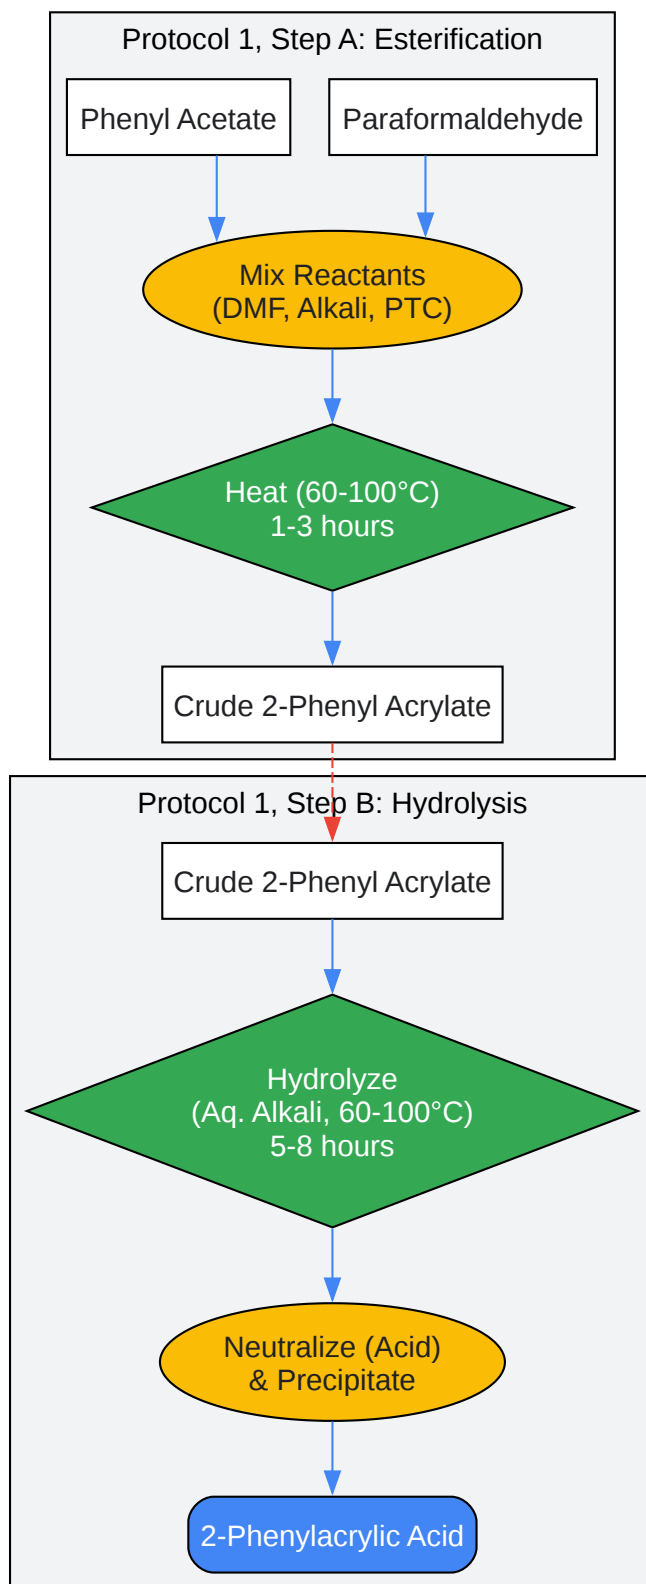 Protocol 1, Step A: Esterification
Phenyl Acetate
Paraformaldehyde
Mix Reactants
(DMF, Alkali, PTC)
Heat (60-100°C)
1-3 hours
Crude 2-Phenyl Acrylate
Protocol 1, Step B: Hydrolysis
Crude 2-Phenyl Acrylate
Hydrolyze
(Aq. Alkali, 60-100°C)
5-8 hours
Neutralize (Acid)
& Precipitate
2-Phenylacrylic Acid